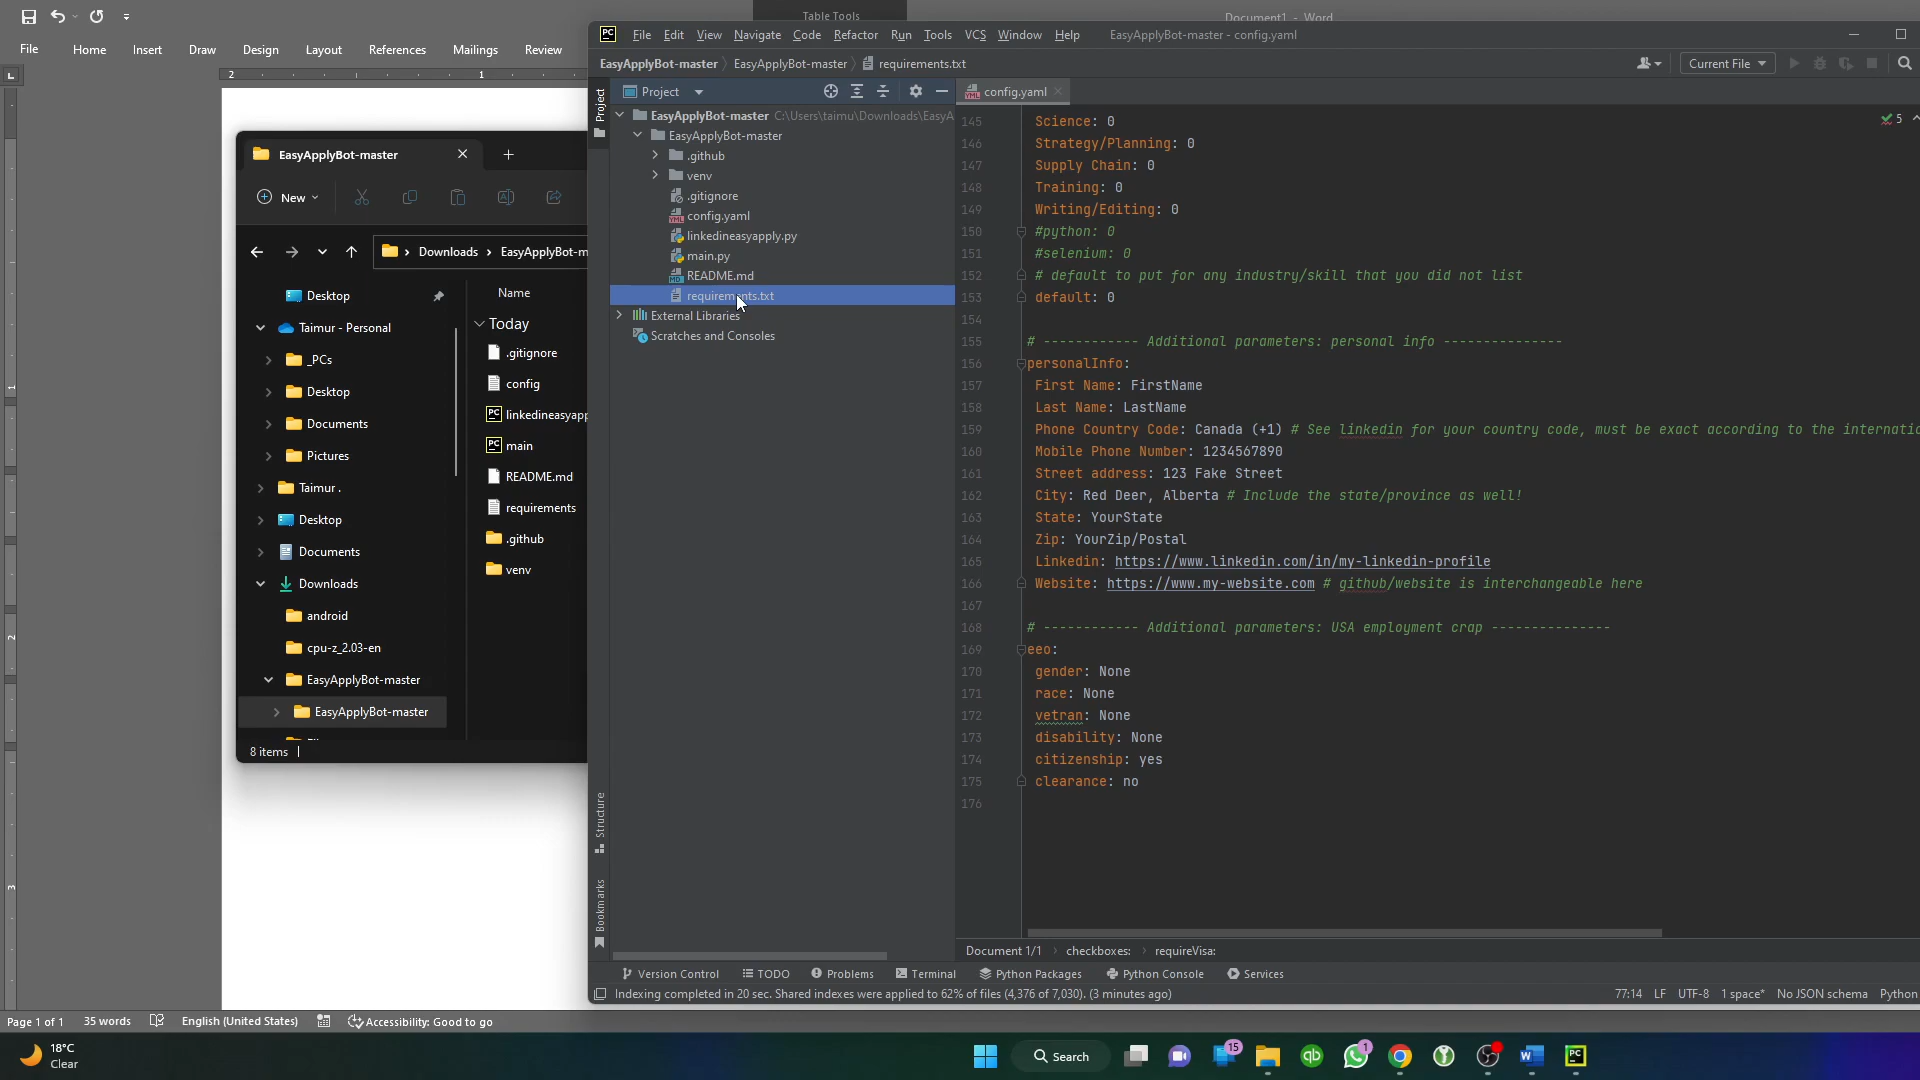 Table Tools
Document1 - Word
File
Home
Insert
Draw
Design
Layout
References
Mailings
Review
2
1
PC
File
Edit
View
Navigate
Code
Refactor
Run
Tools
VCS
Window
Help
EasyApplyBot-master - config.yaml
EasyApplyBot-master
EasyApplyBot-master
requirements.txt
Current File
Project
Project
EasyApplyBot-master C:\Users\taimu\Downloads\EasyA
EasyApplyBot-master
.github
venv
.gitignore
config.yaml
linkedineasyapply.py
main.py
README.md
requirements.txt
External Libraries
Scratches and Consoles
Structure
Bookmarks
config.yaml
5
145 Science: 0
146 Strategy/Planning: 0
147 Supply Chain: 0
148 Training: 0
149 Writing/Editing: 0
150 #python: 0
151 #selenium: 0
152 # default to put for any industry/skill that you did not list
153 default: 0
154
155 # ------------ Additional parameters: personal info ---------------
156 personalInfo:
157 First Name: FirstName
158 Last Name: LastName
159 Phone Country Code: Canada (+1) # See linkedin for your country code, must be exact according to the internatio
160 Mobile Phone Number: 1234567890
161 Street address: 123 Fake Street
162 City: Red Deer, Alberta # Include the state/province as well!
163 State: YourState
164 Zip: YourZip/Postal
165 Linkedin: https://www.linkedin.com/in/my-linkedin-profile
166 Website: https://www.my-website.com # github/website is interchangeable here
167
168 # ------------ Additional parameters: USA employment crap ---------------
169 eeo:
170 gender: None
171 race: None
172 vetran: None
173 disability: None
174 citizenship: yes
175 clearance: no
176
Document 1/1
checkboxes:
requireVisa:
Version Control
TODO
Problems
Terminal
Python Packages
Python Console
Services
Indexing completed in 20 sec. Shared indexes were applied to 62% of files (4,376 of 7,030). (3 minutes ago)
77:14
LF
UTF-8
1 space*
No JSON schema
Python
EasyApplyBot-master
New
Downloads
EasyApplyBot-m
Desktop
Taimur - Personal
_PCs
Desktop
Documents
Pictures
Taimur .
Desktop
Documents
Downloads
android
cpu-z_2.03-en
EasyApplyBot-master
EasyApplyBot-master
Name
Today
.gitignore
config
linkedineasyapp
main
README.md
requirements
.github
venv
8 items
1
2
3
Page 1 of 1
35 words
English (United States)
Accessibility: Good to go
18°C
Clear
Search
15
1